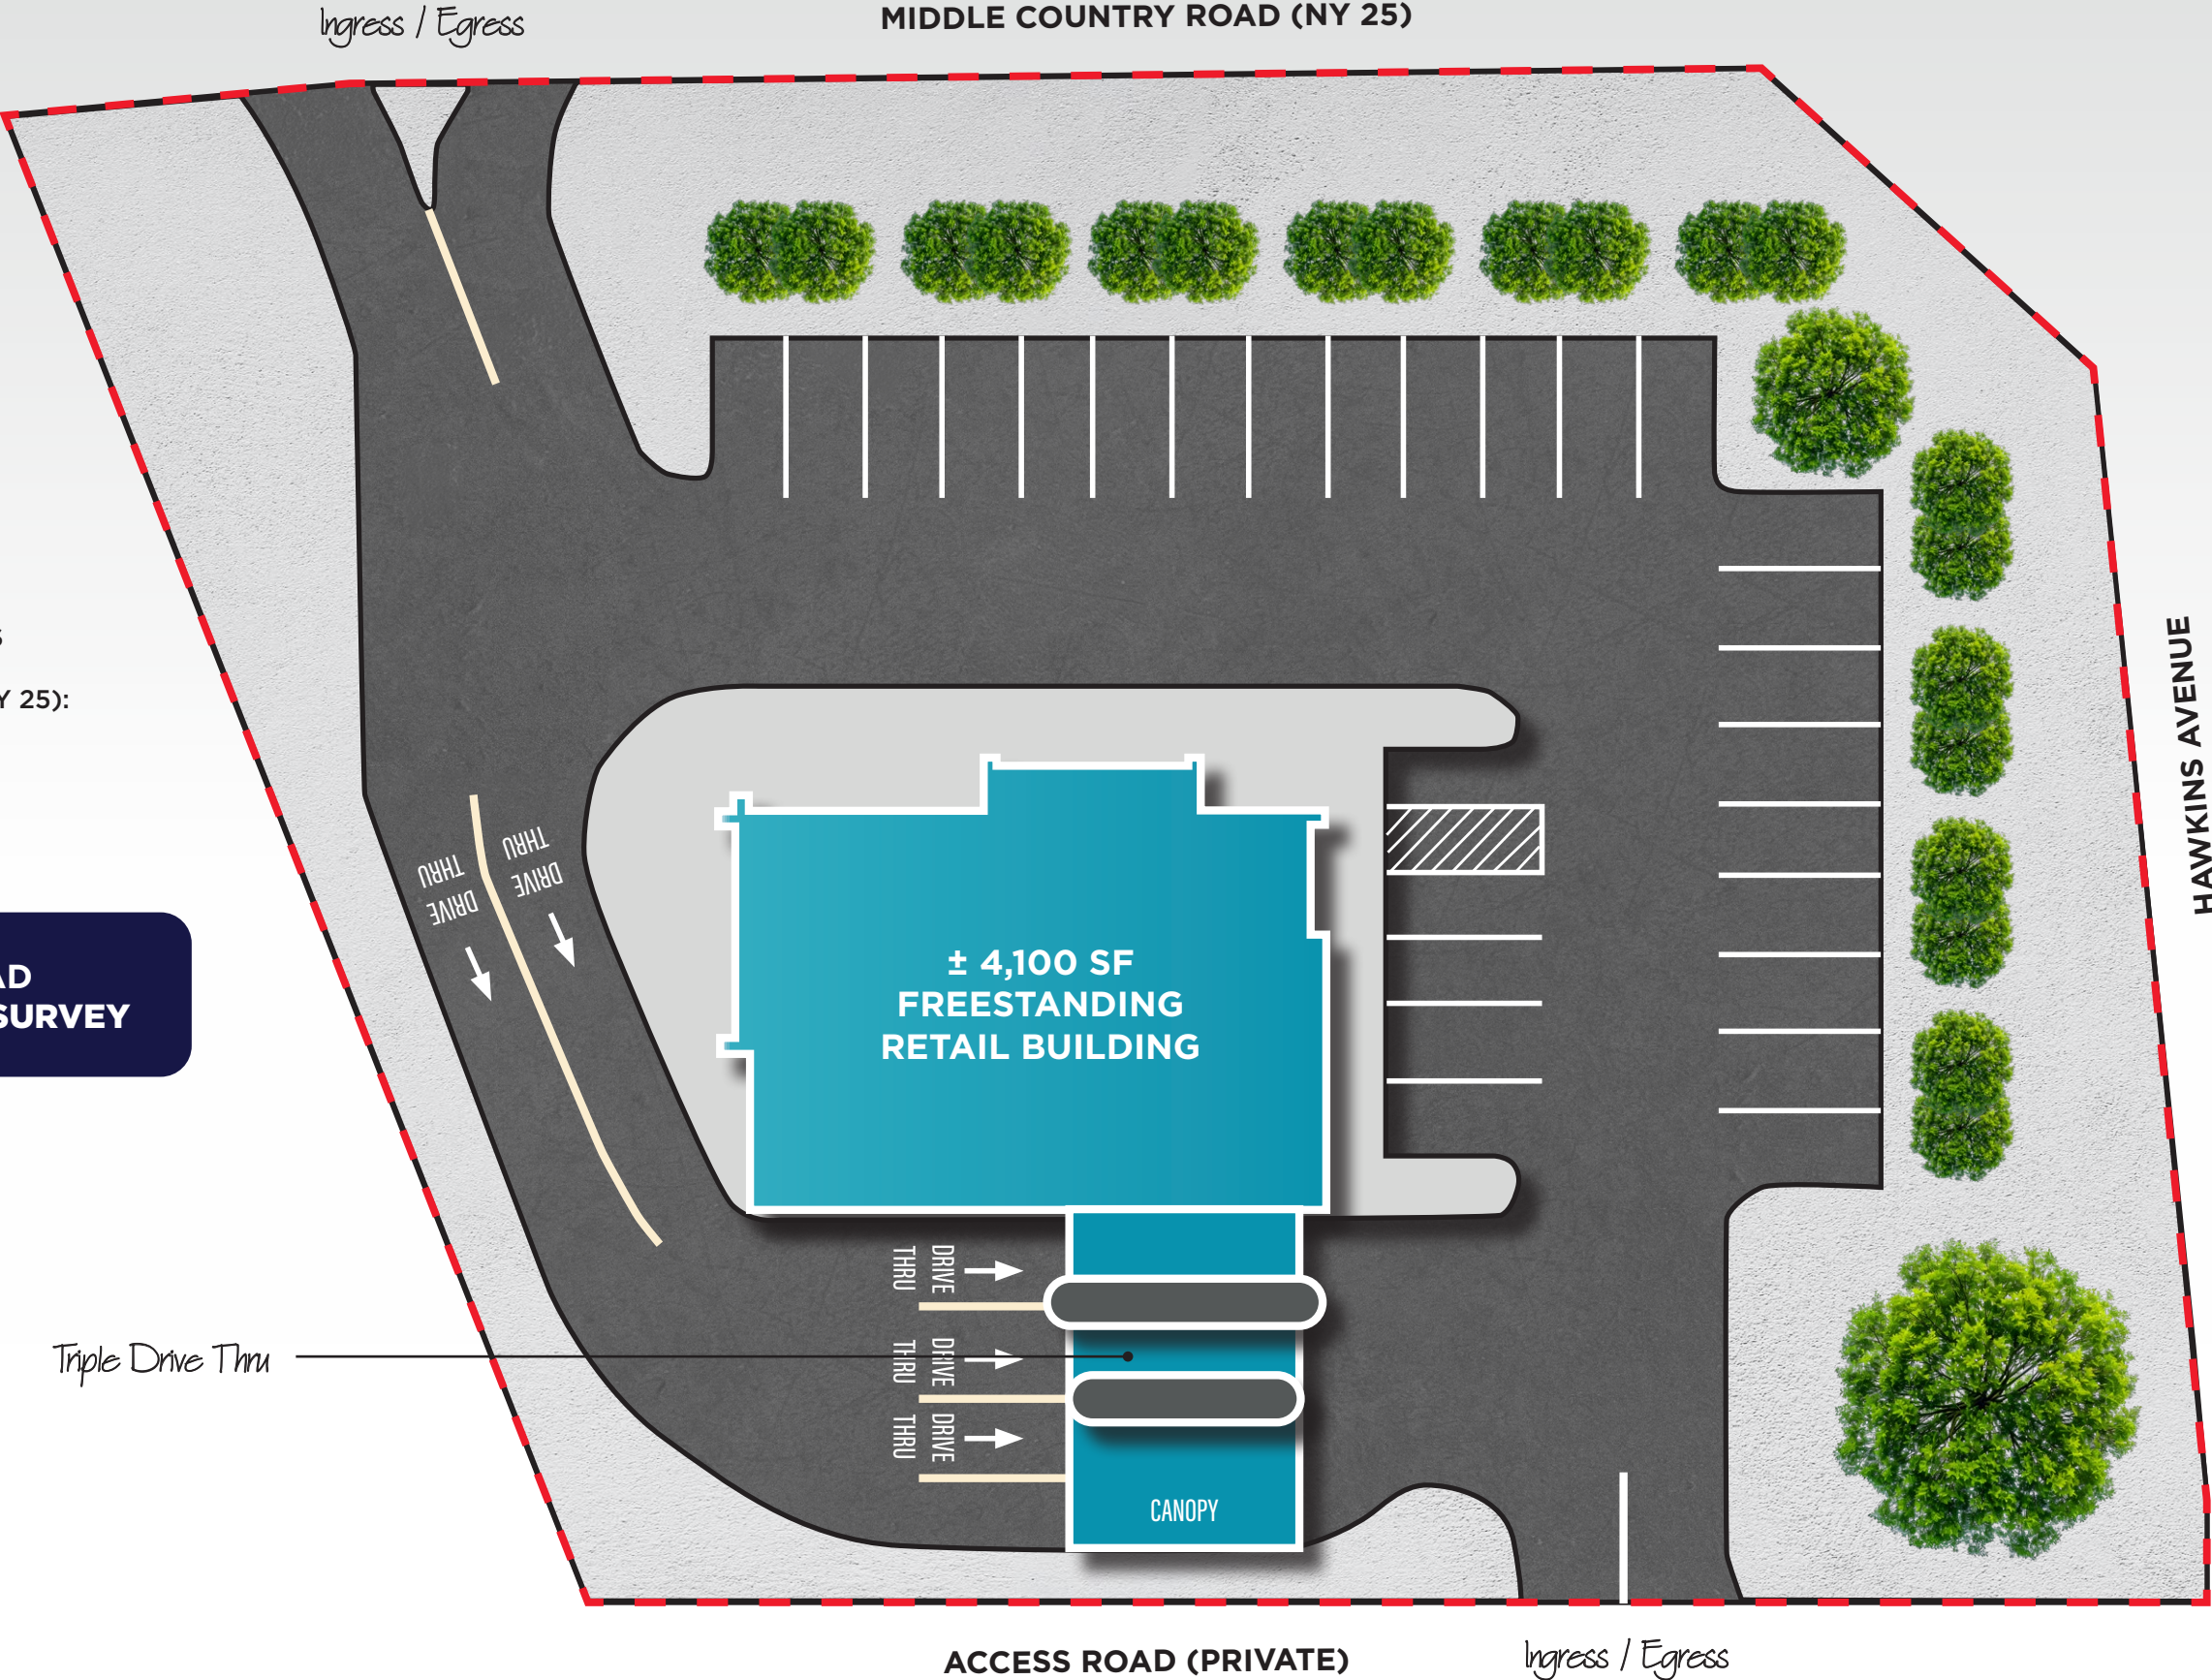 Ingress / Egress
MIDDLE COUNTRY ROAD (NY 25)
25):
SURVEY
HAWKINS AVENUE
DRIVE
THRU
DRIVE
THRU
± 4,100 SF
FREESTANDING
RETAIL BUILDING
DRIVE
THRU
DRIVE
THRU
DRIVE
THRU
Triple Drive Thru
CANOPY
ACCESS ROAD (PRIVATE)
Ingress / Egress